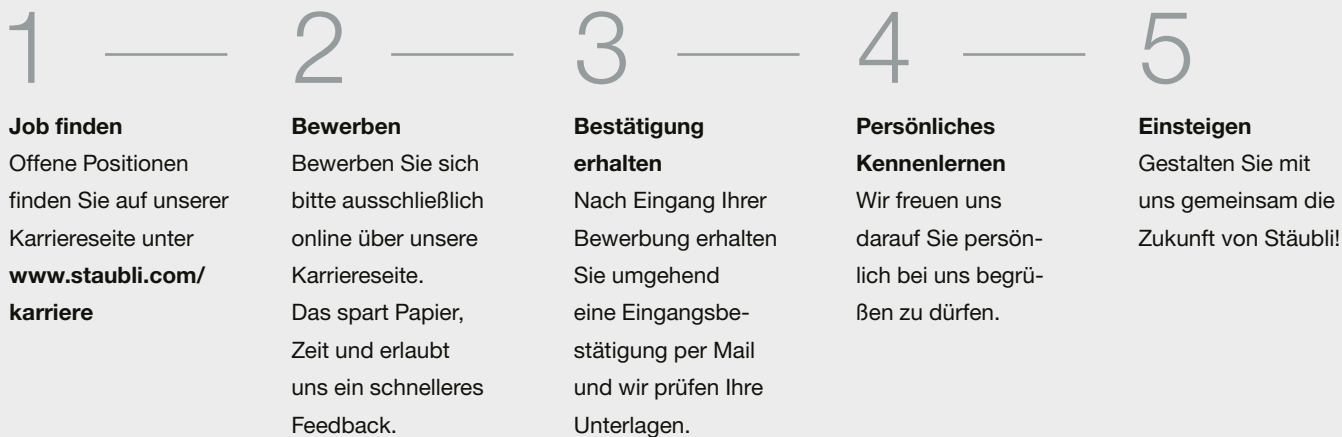 1
Job finden
Offene Positionen
finden Sie auf unserer
Karriereseite unter
www.staubli.com/
karriere
2
Bewerben
Bewerben Sie sich
bitte ausschließlich
online über unsere
Karriereseite.
Das spart Papier,
Zeit und erlaubt
uns ein schnelleres
Feedback.
3
Bestätigung
erhalten
Nach Eingang Ihrer
Bewerbung erhalten
Sie umgehend
eine Eingangsbe-
stätigung per Mail
und wir prüfen Ihre
Unterlagen.
4
Persönliches
Kennenlernen
Wir freuen uns
darauf Sie persön-
lich bei uns begrü-
ßen zu dürfen.
5
Einsteigen
Gestalten Sie mit
uns gemeinsam die
Zukunft von Stäubli!